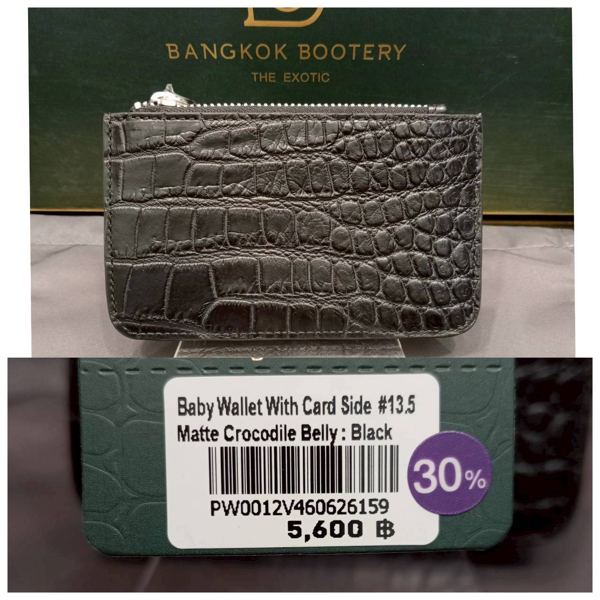 BANGKOK BOOTERY
THE EXOTIC
Baby Wallet With Card Side #13.5
Matte Crocodile Belly : Black
30%
PW0012V460626159
5,600 ฿